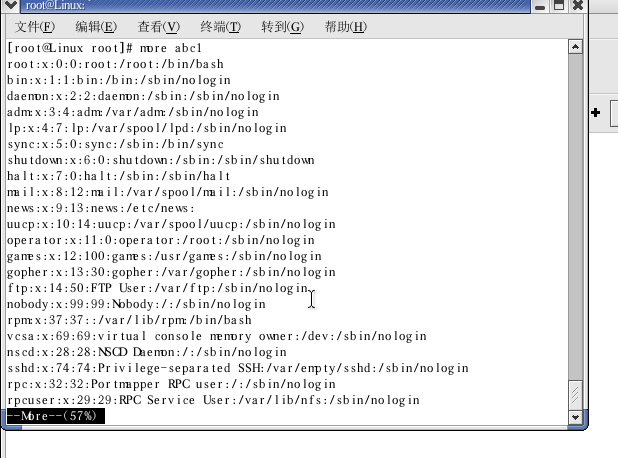 root@Linux:
文件(F) 编辑(E) 查看(V) 终端(T) 转到(G) 帮助(H)
[root@Linux root]# more abc1
root:x:0:0:root:/root:/bin/bash
bin:x:1:1:bin:/bin:/sbin/nologin
daemon:x:2:2:daemon:/sbin:/sbin/nologin
adm:x:3:4:adm:/var/adm:/sbin/nologin
lp:x:4:7:lp:/var/spool/lpd:/sbin/nologin
sync:x:5:0:sync:/sbin:/bin/sync
shutdown:x:6:0:shutdown:/sbin:/sbin/shutdown
halt:x:7:0:halt:/sbin:/sbin/halt
mail:x:8:12:mail:/var/spool/mail:/sbin/nologin
news:x:9:13:news:/etc/news:
uucp:x:10:14:uucp:/var/spool/uucp:/sbin/nologin
operator:x:11:0:operator:/root:/sbin/nologin
games:x:12:100:games:/usr/games:/sbin/nologin
gopher:x:13:30:gopher:/var/gopher:/sbin/nologin
ftp:x:14:50:FTP User:/var/ftp:/sbin/nologin
nobody:x:99:99:Nobody:/:/sbin/nologin
rpm:x:37:37::/var/lib/rpm:/bin/bash
vcsa:x:69:69:virtual console memory owner:/dev:/sbin/nologin
nscd:x:28:28:NSCD Daemon:/:/sbin/nologin
sshd:x:74:74:Privilege-separated SSH:/var/empty/sshd:/sbin/nologin
rpc:x:32:32:Portmapper RPC user:/:/sbin/nologin
rpcuser:x:29:29:RPC Service User:/var/lib/nfs:/sbin/nologin
--More--(57%)